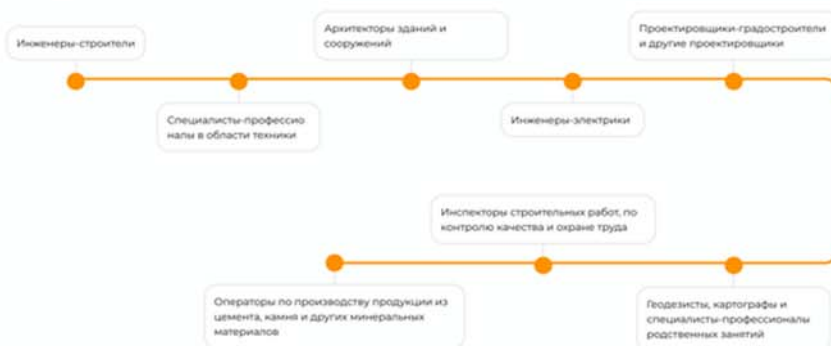 Инженеры-строители
Специалисты-профессио
налы в области техники
Архитекторы зданий и
сооружений
Инженеры-электрики
Проектировщики-градостроители
и другие проектировщики
Геодезисты, картографы и
специалисты-профессионалы
родственных занятий
Инспекторы строительных работ, по
контролю качества и охране труда
Операторы по производству продукции из
цемента, камня и других минеральных
материалов